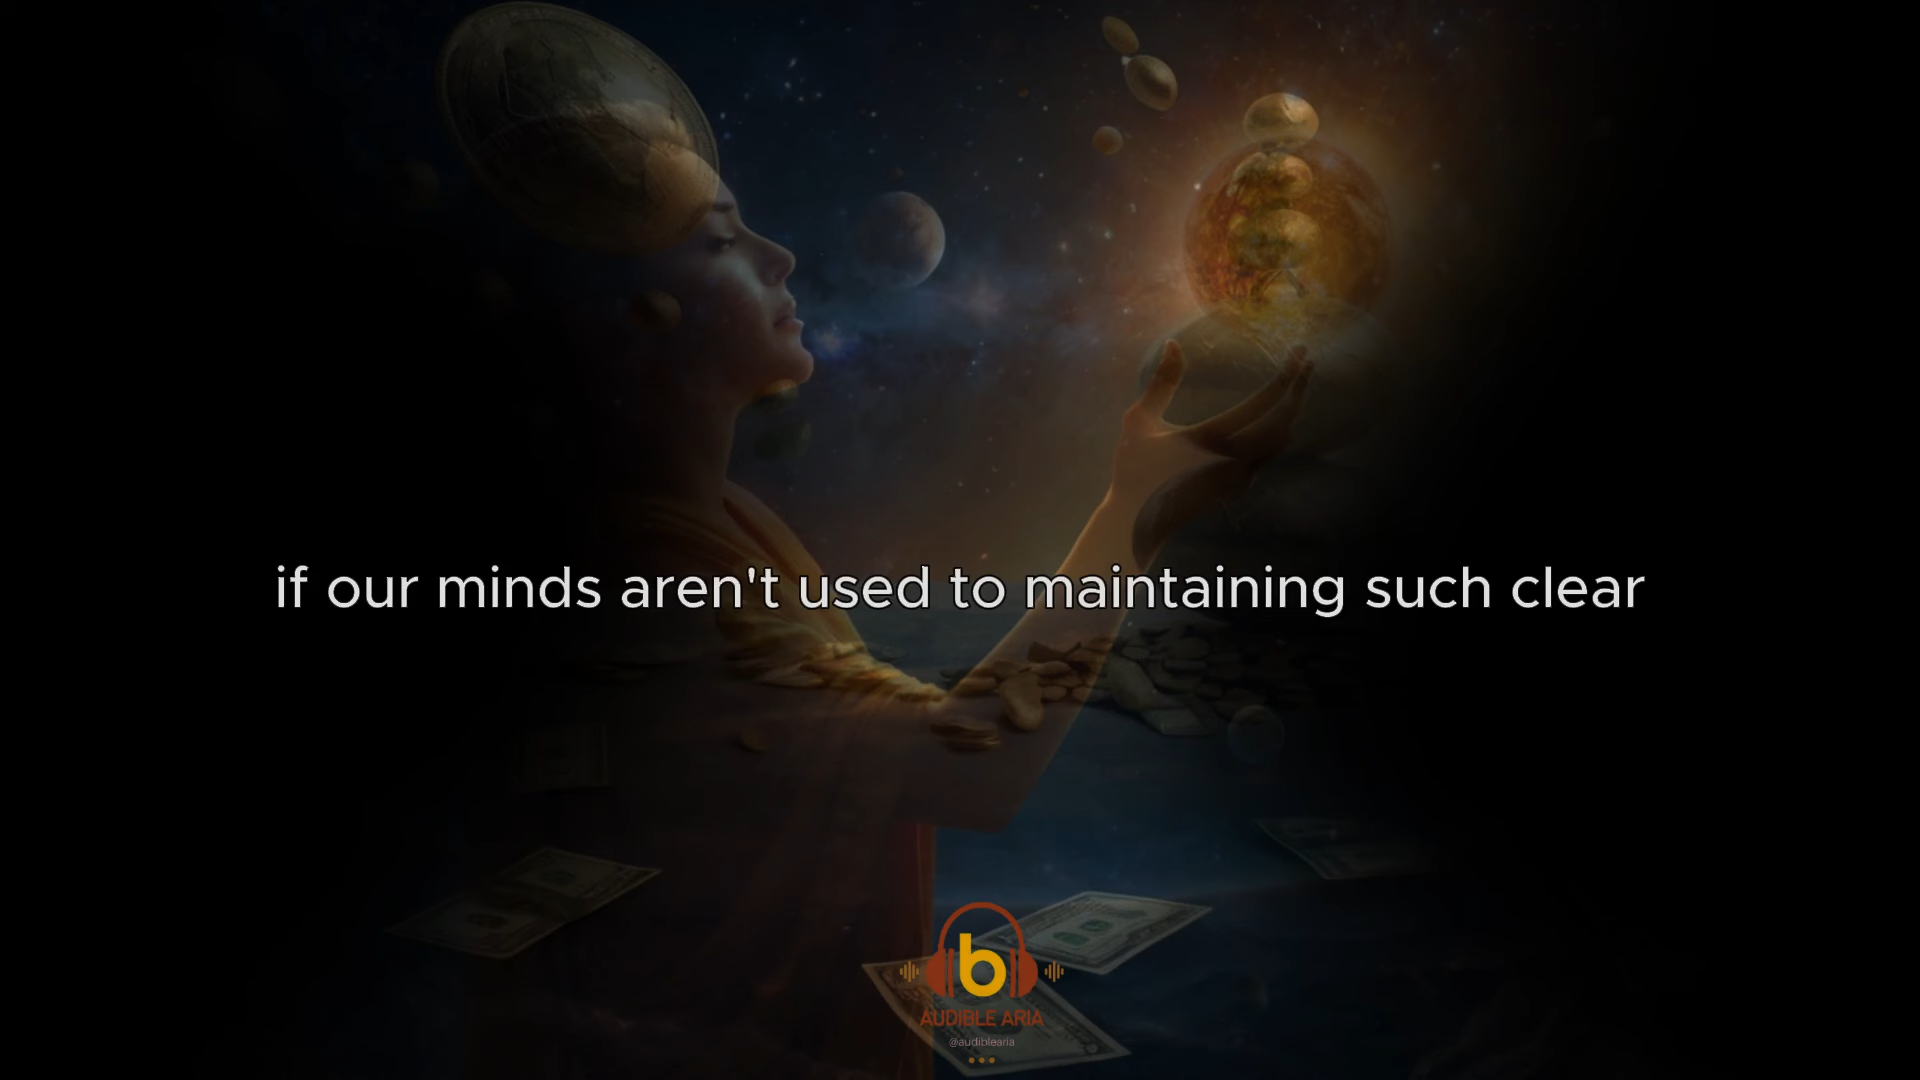 if our minds aren't used to maintaining such clear
b
AUDIBLE ARIA
@audiblearia